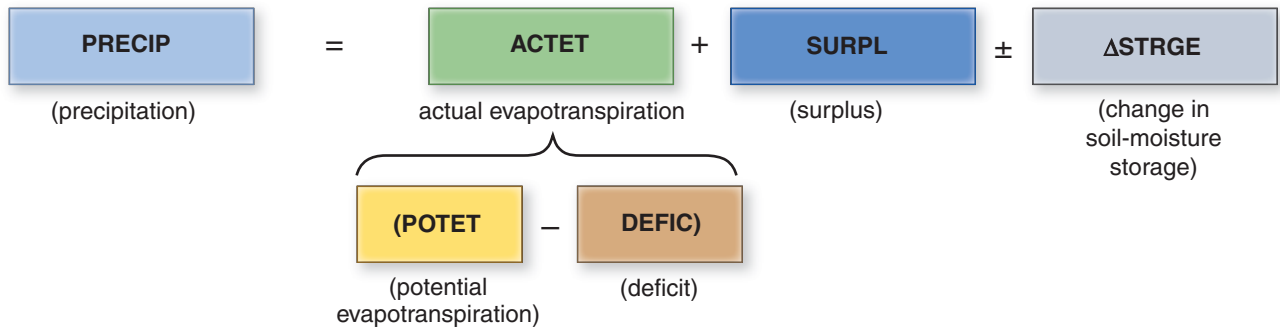 PRECIP = ACTET + SURPL ± ΔSTRGE
(precipitation) actual evapotranspiration (surplus) (change in
soil-moisture
storage)
(POTET – DEFIC)
(potential (deficit)
evapotranspiration)